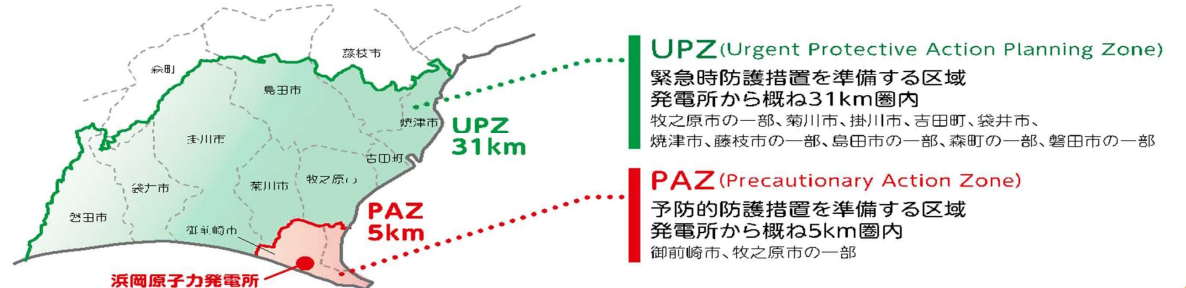 藤枝市
森町
島田市
焼津市
掛川市
UPZ
31km
吉田町
袋井市
菊川市
牧之原市
磐田市
PAZ
5km
御前崎市
浜岡原子力発電所
UPZ(Urgent Protective Action Planning Zone)
緊急時防護措置を準備する区域
発電所から概ね31km圏内
牧之原市の一部、菊川市、掛川市、吉田町、袋井市、
焼津市、藤枝市の一部、島田市の一部、森町の一部、磐田市の一部
PAZ(Precautionary Action Zone)
予防的防護措置を準備する区域
発電所から概ね5km圏内
御前崎市、牧之原市の一部